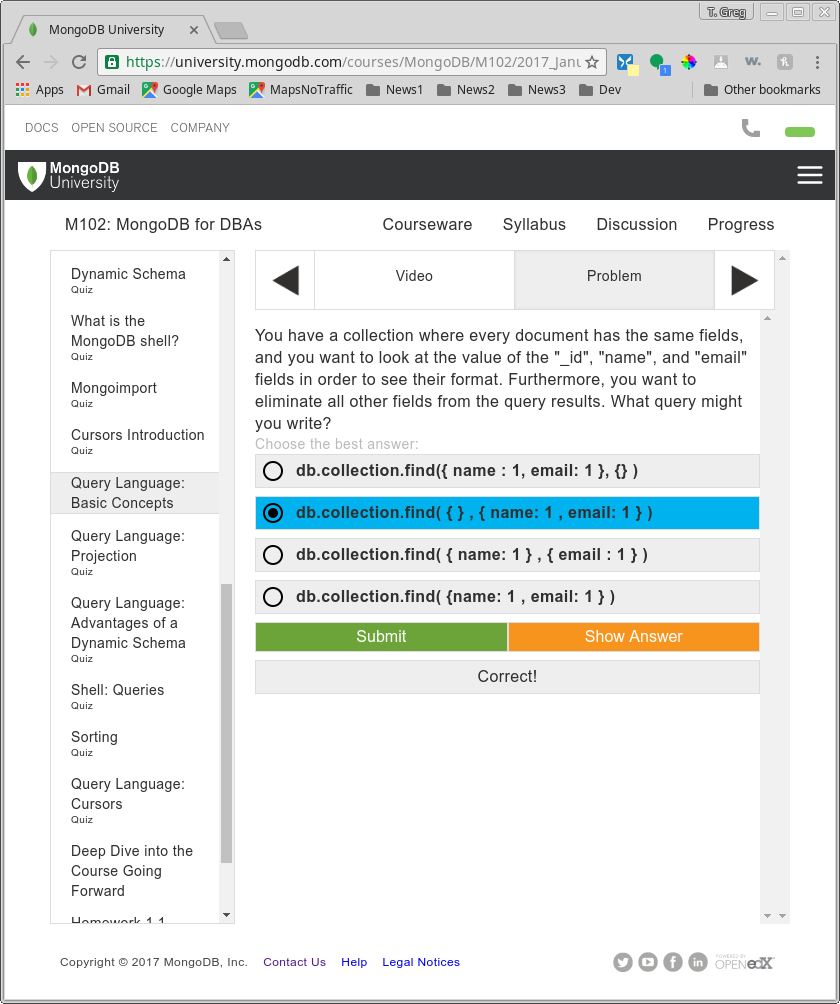 T. Greg
MongoDB University
https://university.mongodb.com/courses/MongoDB/M102/2017_Janu
1
w.
Apps Gmail Google Maps MapsNoTraffic News1 News2 News3 Dev Other bookmarks
DOCS OPEN SOURCE COMPANY
MongoDB
University
M102: MongoDB for DBAs Courseware Syllabus Discussion Progress
Dynamic Schema
Quiz
What is the
MongoDB shell?
Quiz
Mongoimport
Quiz
Cursors Introduction
Quiz
Query Language:
Basic Concepts
Query Language:
Projection
Quiz
Query Language:
Advantages of a
Dynamic Schema
Quiz
Shell: Queries
Quiz
Sorting
Quiz
Query Language:
Cursors
Quiz
Deep Dive into the
Course Going
Forward
Homework 1.1
Video Problem
You have a collection where every document has the same fields,
and you want to look at the value of the "_id", "name", and "email"
fields in order to see their format. Furthermore, you want to
eliminate all other fields from the query results. What query might
you write?
Choose the best answer:
db.collection.find({ name : 1, email: 1 }, {} )
db.collection.find( { } , { name: 1 , email: 1 } )
db.collection.find( { name: 1 } , { email : 1 } )
db.collection.find( {name: 1 , email: 1 } )
Submit Show Answer
Correct!
Copyright © 2017 MongoDB, Inc. Contact Us Help Legal Notices
POWERED BY
OPEN edX